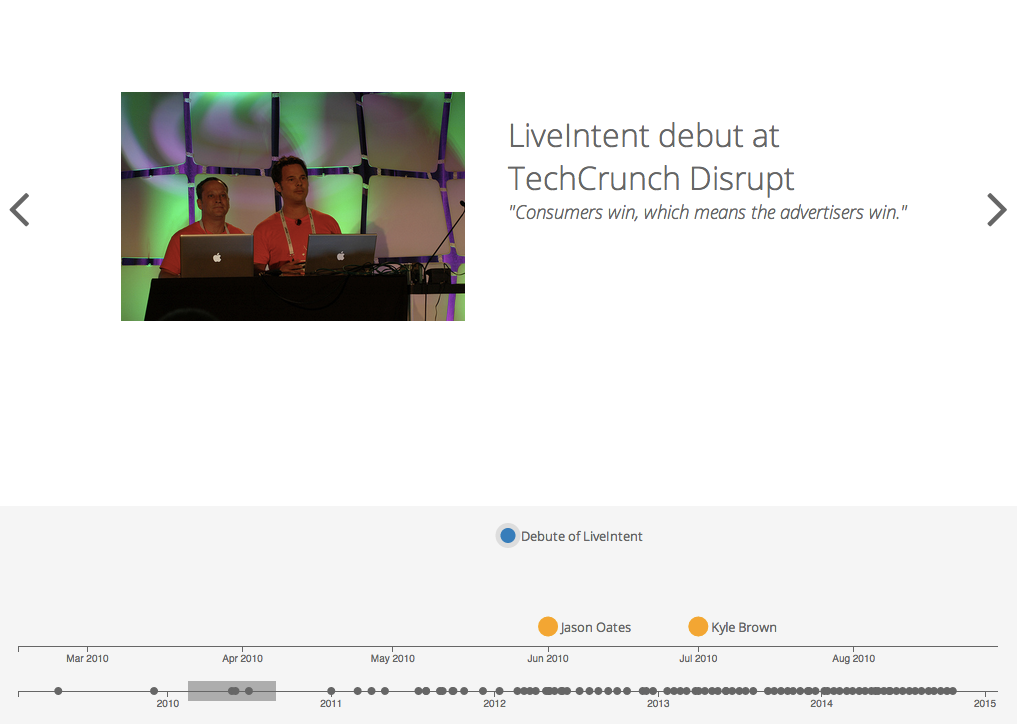 LiveIntent debut at
TechCrunch Disrupt
"Consumers win, which means the advertisers win."
Debute of LiveIntent
Jason Oates
Kyle Brown
Mar 2010
Apr 2010
May 2010
Jun 2010
Jul 2010
Aug 2010
2010
2011
2012
2013
2014
2015